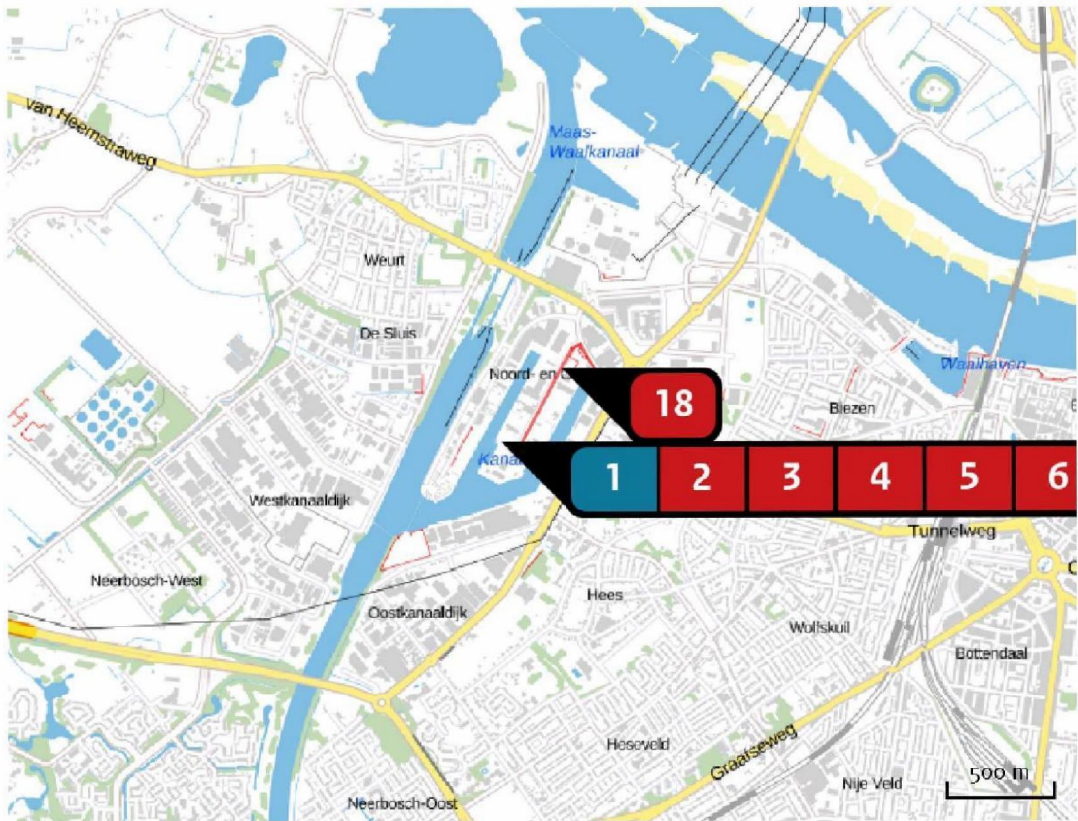 van Heemstraweg
Maas-
Waalkanaal
Weurt
De Sluis
Noord- en
Waalhaven
18
Biezen
1 2 3 4 5 6
Westkanaaldijk
Tunnelweg
Neerbosch-West
Hees
Oostkanaaldijk
Wolfskuil
Bottendaal
Heseveld
Graafseweg
500 m
Nije Veld
Neerbosch-Oost